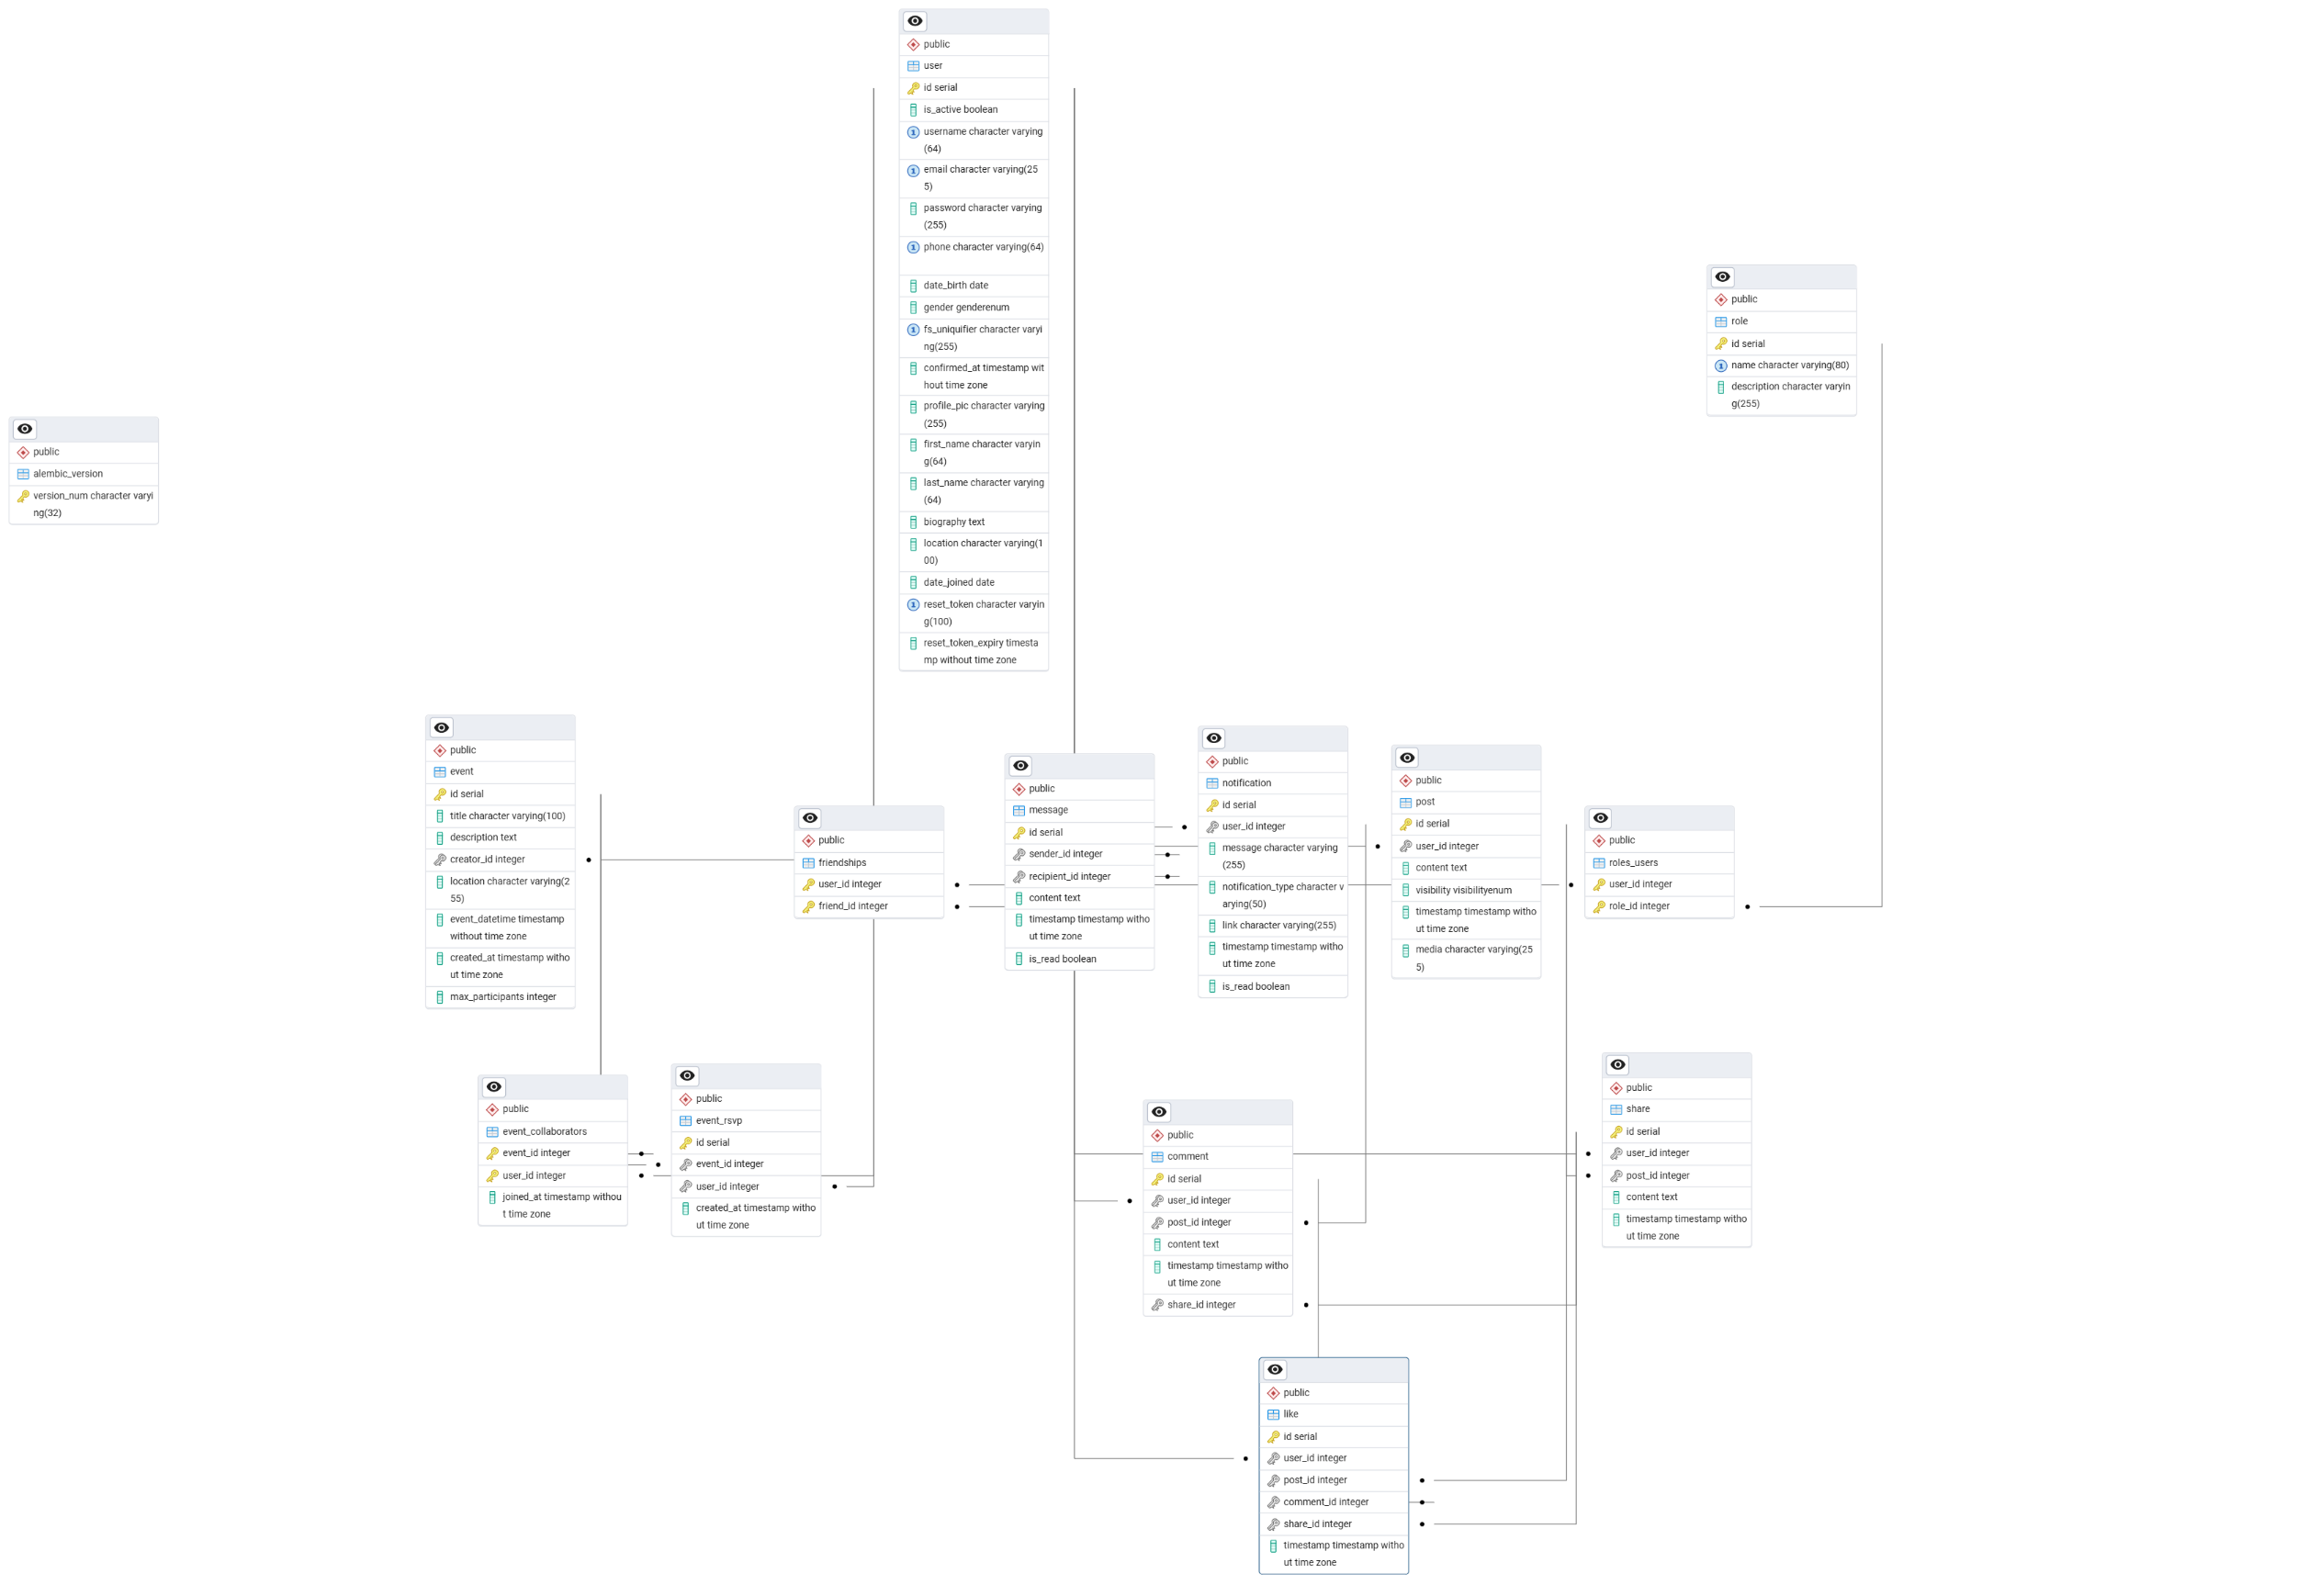 public
user
id serial
is_active boolean
1 username character varying
(64)
1 email character varying(25
5)
password character varying
(255)
1 phone character varying(64)
date_birth date
gender genderenum
1 fs_uniquifier character varyi
ng(255)
confirmed_at timestamp wit
hout time zone
profile_pic character varying
(255)
first_name character varyin
g(64)
last_name character varying
(64)
biography text
location character varying(1
00)
date_joined date
1 reset_token character varyin
g(100)
reset_token_expiry timesta
mp without time zone
public
role
id serial
1 name character varying(80)
description character varyin
g(255)
public
alembic_version
version_num character varyi
ng(32)
public
event
id serial
title character varying(100)
description text
creator_id integer
location character varying(2
55)
event_datetime timestamp
without time zone
created_at timestamp witho
ut time zone
max_participants integer
public
friendships
user_id integer
friend_id integer
public
message
id serial
sender_id integer
recipient_id integer
content text
timestamp timestamp witho
ut time zone
is_read boolean
public
notification
id serial
user_id integer
message character varying
(255)
notification_type character v
arying(50)
link character varying(255)
timestamp timestamp witho
ut time zone
is_read boolean
public
post
id serial
user_id integer
content text
visibility visibilityenum
timestamp timestamp witho
ut time zone
media character varying(25
5)
public
roles_users
user_id integer
role_id integer
public
event_collaborators
event_id integer
user_id integer
joined_at timestamp withou
t time zone
public
event_rsvp
id serial
event_id integer
user_id integer
created_at timestamp witho
ut time zone
public
comment
id serial
user_id integer
post_id integer
content text
timestamp timestamp witho
ut time zone
share_id integer
public
share
id serial
user_id integer
post_id integer
content text
timestamp timestamp witho
ut time zone
public
like
id serial
user_id integer
post_id integer
comment_id integer
share_id integer
timestamp timestamp witho
ut time zone